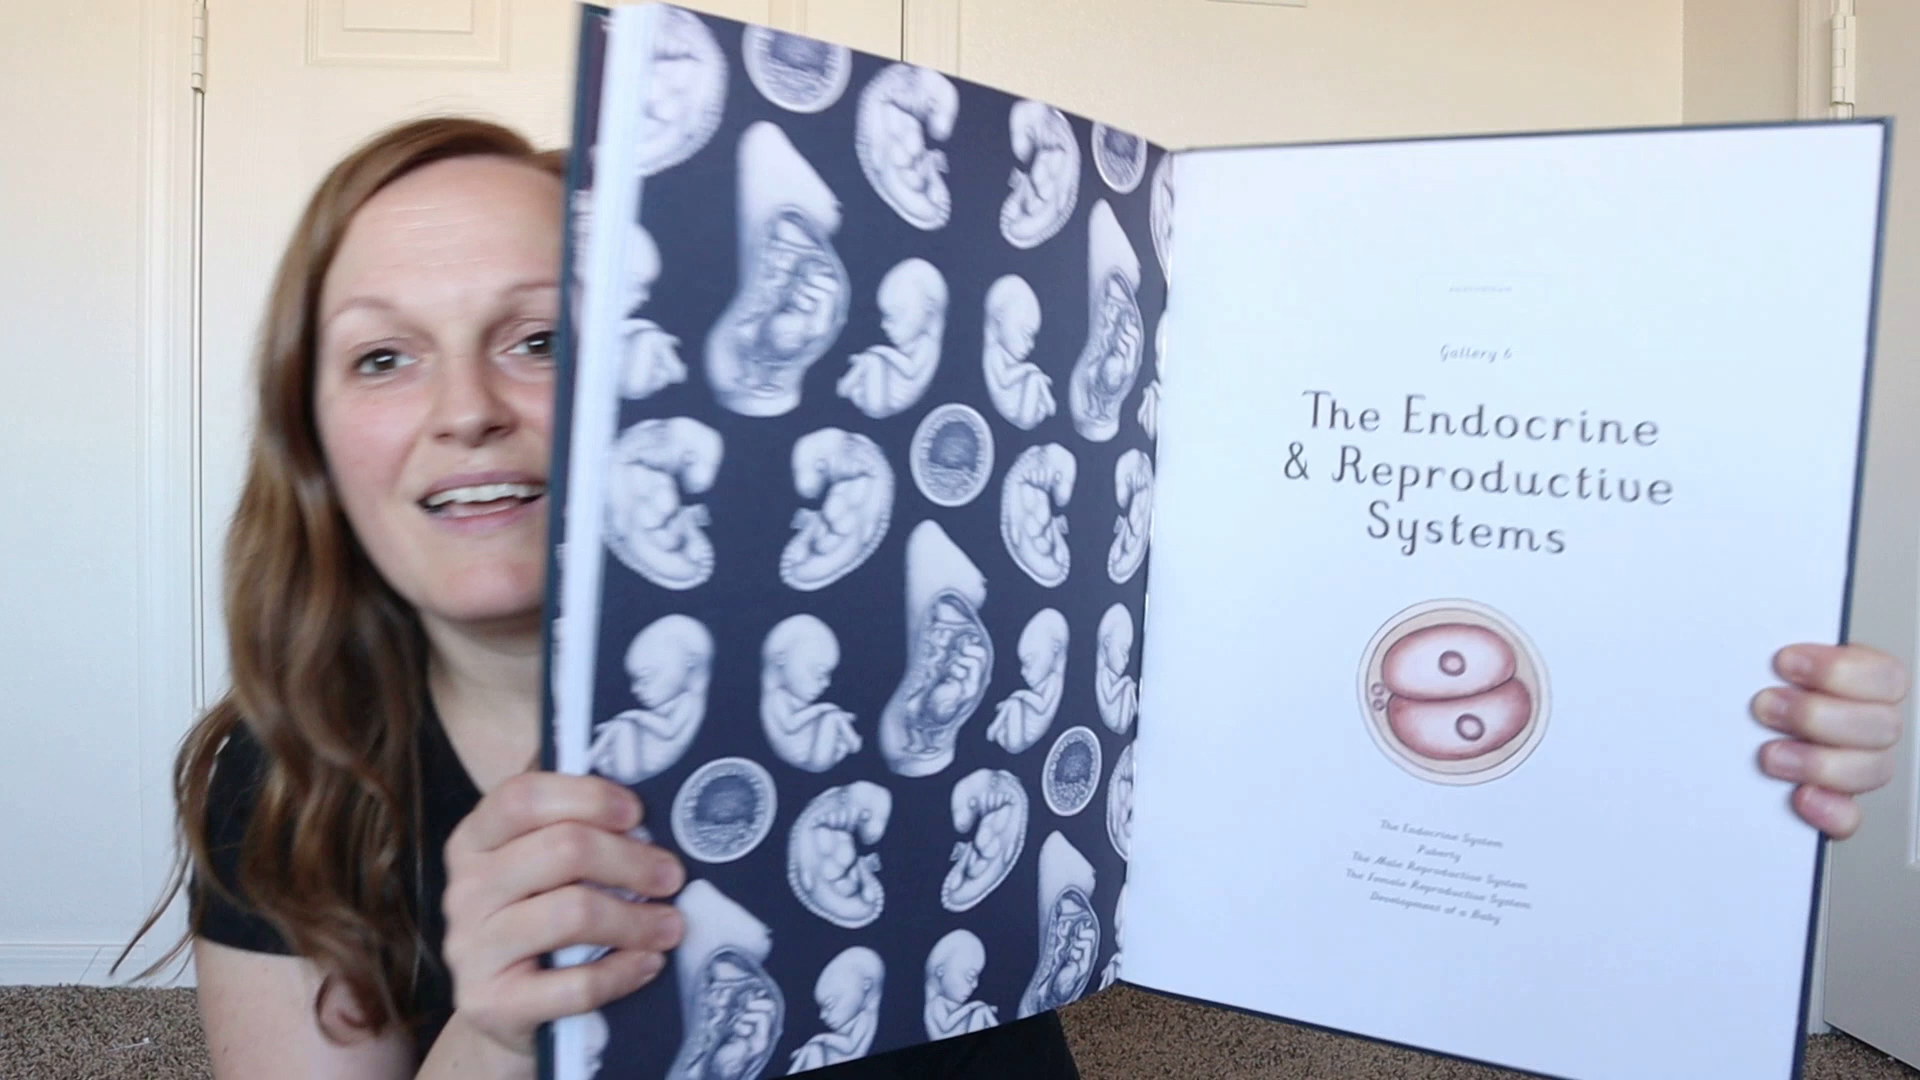 Gallery 6
The Endocrine
& Reproductive
Systems
The Endocrine System
Puberty
The Male Reproductive System
The Female Reproductive System
Development of a Baby